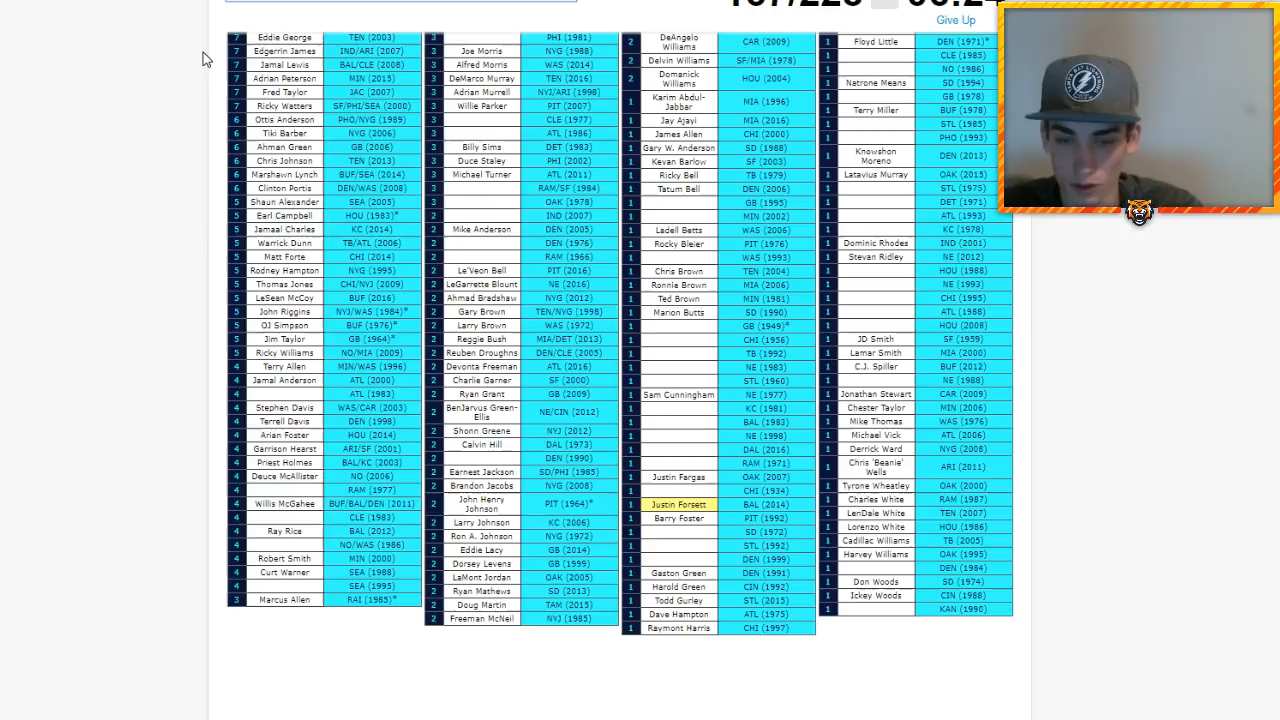 Give Up
7 Eddie George TEN (2003)
7 Edgerrin James IND/ARI (2007)
7 Jamal Lewis BAL/CLE (2008)
7 Adrian Peterson MIN (2015)
7 Fred Taylor JAC (2007)
7 Ricky Watters SF/PHI/SEA (2000)
6 Ottis Anderson PHO/NYG (1989)
6 Tiki Barber NYG (2006)
6 Ahman Green GB (2006)
6 Chris Johnson TEN (2013)
6 Marshawn Lynch BUF/SEA (2014)
6 Clinton Portis DEN/WAS (2008)
5 Shaun Alexander SEA (2005)
5 Earl Campbell HOU (1983)*
5 Jamaal Charles KC (2014)
5 Warrick Dunn TB/ATL (2006)
5 Matt Forte CHI (2014)
5 Rodney Hampton NYG (1995)
5 Thomas Jones CHI/NYJ (2009)
5 LeSean McCoy BUF (2016)
5 John Riggins NYJ/WAS (1984)*
5 OJ Simpson BUF (1976)*
5 Jim Taylor GB (1964)*
5 Ricky Williams NO/MIA (2009)
4 Terry Allen MIN/WAS (1996)
4 Jamal Anderson ATL (2000)
4 ATL (1983)
4 Stephen Davis WAS/CAR (2003)
4 Terrell Davis DEN (1998)
4 Arian Foster HOU (2014)
4 Garrison Hearst ARI/SF (2001)
4 Priest Holmes BAL/KC (2003)
4 Deuce McAllister NO (2006)
4 RAM (1977)
4 Willis McGahee BUF/BAL/DEN (2011)
4 CLE (1983)
4 Ray Rice BAL (2012)
4 NO/WAS (1986)
4 Robert Smith MIN (2000)
4 Curt Warner SEA (1988)
4 SEA (1995)
3 Marcus Allen RAI (1985)*
3 PHI (1981)
3 Joe Morris NYG (1988)
3 Alfred Morris WAS (2014)
3 DeMarco Murray TEN (2016)
3 Adrian Murrell NYJ/ARI (1998)
3 Willie Parker PIT (2007)
3 CLE (1977)
3 ATL (1986)
3 Billy Sims DET (1983)
3 Duce Staley PHI (2002)
3 Michael Turner ATL (2011)
3 RAM/SF (1984)
3 OAK (1978)
2 IND (2007)
2 Mike Anderson DEN (2005)
2 DEN (1976)
2 RAM (1966)
2 Le'Veon Bell PIT (2016)
2 LeGarrette Blount NE (2016)
2 Ahmad Bradshaw NYG (2012)
2 Gary Brown TEN/NYG (1998)
2 Larry Brown WAS (1972)
2 Reggie Bush MIA/DET (2013)
2 Reuben Droughns DEN/CLE (2005)
2 Devonta Freeman ATL (2016)
2 Charlie Garner SF (2000)
2 Ryan Grant GB (2009)
2 BenJarvus Green-Ellis NE/CIN (2012)
2 Shonn Greene NYJ (2012)
2 Calvin Hill DAL (1973)
2 DEN (1990)
2 Earnest Jackson SD/PHI (1985)
2 Brandon Jacobs NYG (2008)
2 John Henry Johnson PIT (1964)*
2 Larry Johnson KC (2006)
2 Ron A. Johnson NYG (1972)
2 Eddie Lacy GB (2014)
2 Dorsey Levens GB (1999)
2 LaMont Jordan OAK (2005)
2 Ryan Mathews SD (2013)
2 Doug Martin TAM (2015)
2 Freeman McNeil NYJ (1985)
2 DeAngelo Williams CAR (2009)
2 Delvin Williams SF/MIA (1978)
2 Domanick Williams HOU (2004)
1 Karim Abdul-Jabbar MIA (1996)
1 Jay Ajayi MIA (2016)
1 James Allen CHI (2000)
1 Gary W. Anderson SD (1988)
1 Kevan Barlow SF (2003)
1 Ricky Bell TB (1979)
1 Tatum Bell DEN (2006)
1 GB (1995)
1 MIN (2002)
1 Ladell Betts WAS (2006)
1 Rocky Bleier PIT (1976)
1 WAS (1993)
1 Chris Brown TEN (2004)
1 Ronnie Brown MIA (2006)
1 Ted Brown MIN (1981)
1 Marion Butts SD (1990)
1 GB (1949)*
1 CHI (1956)
1 TB (1992)
1 NE (1983)
1 STL (1960)
1 Sam Cunningham NE (1977)
1 KC (1981)
1 BAL (1983)
1 NE (1998)
1 DAL (2016)
1 RAM (1971)
1 Justin Fargas OAK (2007)
1 CHI (1934)
1 Justin Forsett BAL (2014)
1 Barry Foster PIT (1992)
1 SD (1972)
1 STL (1992)
1 DEN (1999)
1 Gaston Green DEN (1991)
1 Harold Green CIN (1992)
1 Todd Gurley STL (2015)
1 Dave Hampton ATL (1975)
1 Raymont Harris CHI (1997)
1 Floyd Little DEN (1971)*
1 CLE (1985)
1 NO (1986)
1 Natrone Means SD (1994)
1 GB (1978)
1 Terry Miller BUF (1978)
1 STL (1985)
1 PHO (1993)
1 Knowshon Moreno DEN (2013)
1 Latavius Murray OAK (2015)
1 STL (1975)
1 DET (1971)
1 ATL (1993)
1 KC (1978)
1 Dominic Rhodes IND (2001)
1 Stevan Ridley NE (2012)
1 HOU (1988)
1 NE (1993)
1 CHI (1995)
1 ATL (1988)
1 HOU (2008)
1 JD Smith SF (1959)
1 Lamar Smith MIA (2000)
1 C.J. Spiller BUF (2012)
1 NE (1988)
1 Jonathan Stewart CAR (2009)
1 Chester Taylor MIN (2006)
1 Mike Thomas WAS (1976)
1 Michael Vick ATL (2006)
1 Derrick Ward NYG (2008)
1 Chris 'Beanie' Wells ARI (2011)
1 Tyrone Wheatley OAK (2000)
1 Charles White RAM (1987)
1 LenDale White TEN (2007)
1 Lorenzo White HOU (1986)
1 Cadillac Williams TB (2005)
1 Harvey Williams OAK (1995)
1 DEN (1984)
1 Don Woods SD (1974)
1 Ickey Woods CIN (1988)
1 KAN (1990)